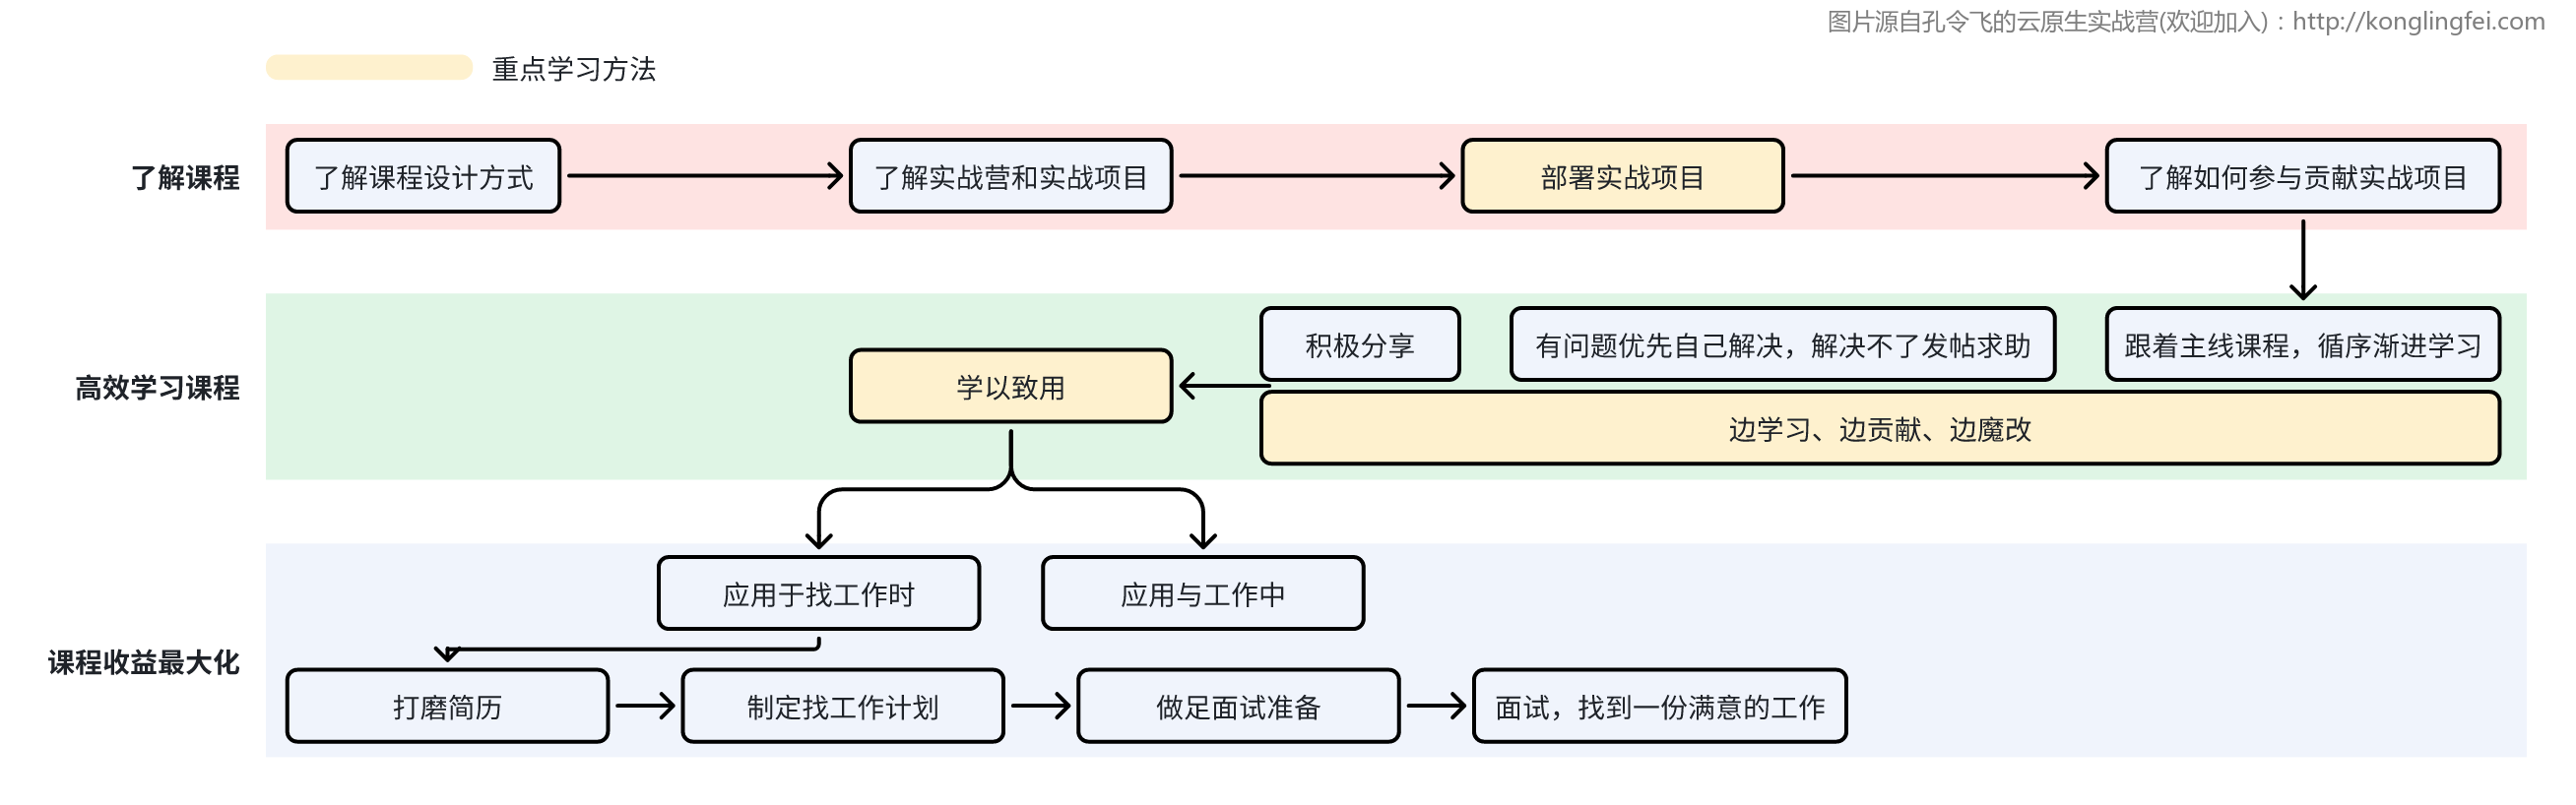 图片源自孔令飞的云原生实战营(欢迎加入)：http://konglingfei.com
重点学习方法
了解课程
了解课程设计方式
了解实战营和实战项目
部署实战项目
了解如何参与贡献实战项目
高效学习课程
积极分享
有问题优先自己解决，解决不了发帖求助
跟着主线课程，循序渐进学习
学以致用
边学习、边贡献、边魔改
课程收益最大化
应用于找工作时
应用与工作中
打磨简历
制定找工作计划
做足面试准备
面试，找到一份满意的工作